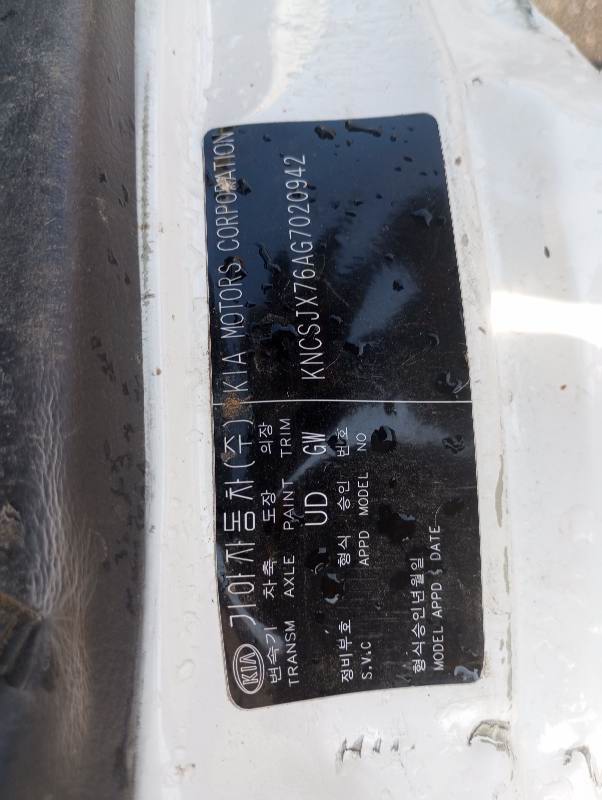 KIA 기아자동차(주) KIA MOTORS CORPORATION
변속기 차축 도장 의장
TRANSM AXLE PAINT TRIM
UD GW KNCSJX76AG7020942
정비부호 형식 승인 번호
S.V.C APPD MODEL NO
형식승인년월일
MODEL APPD DATE